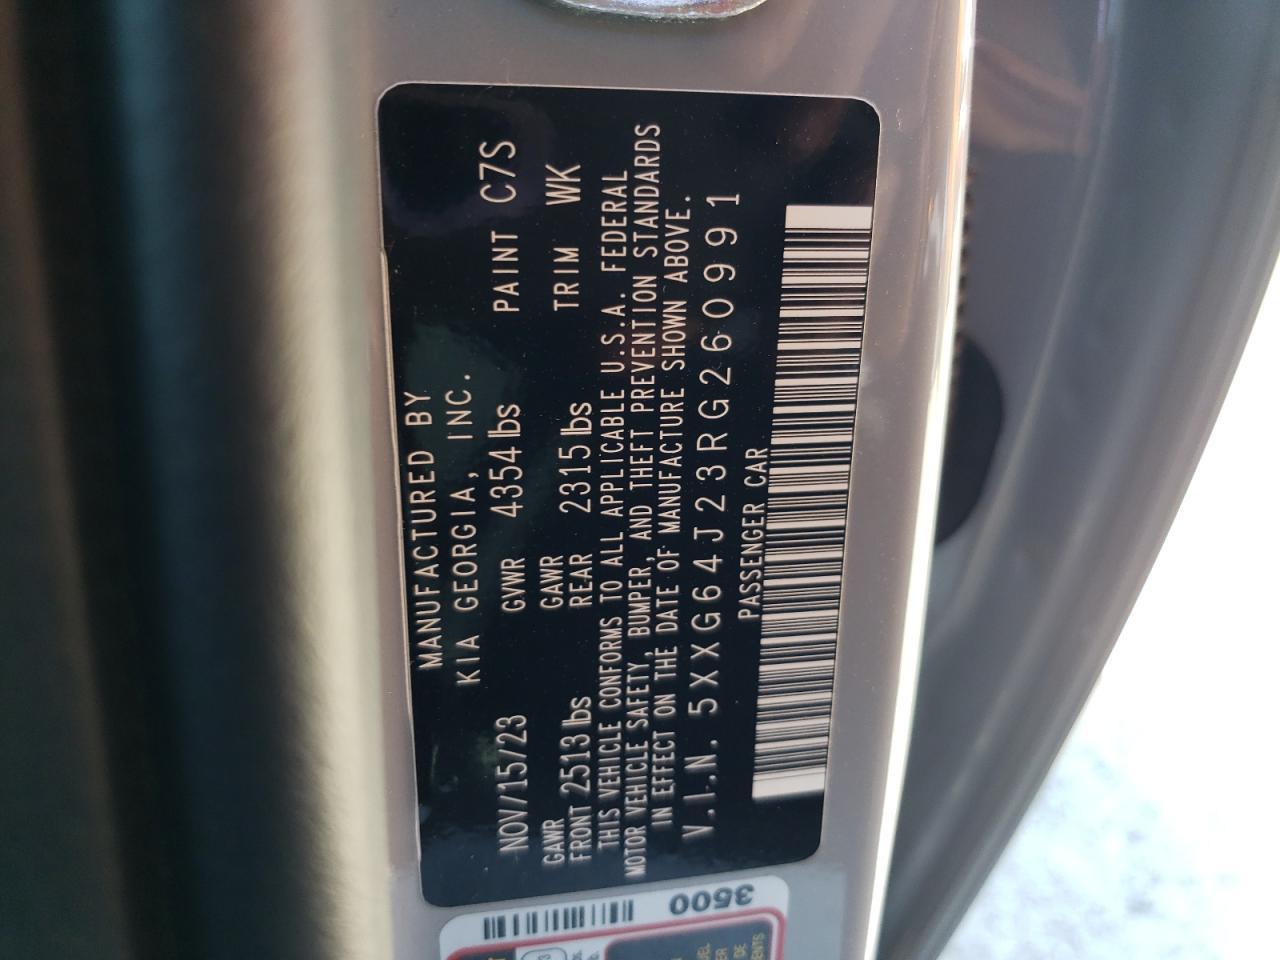 MANUFACTURED BY
KIA GEORGIA, INC.
NOV/15/23 GVWR 4354 lbs PAINT C7S
GAWR FRONT 2513 lbs GAWR REAR 2315 lbs TRIM WK
THIS VEHICLE CONFORMS TO ALL APPLICABLE U.S.A. FEDERAL
MOTOR VEHICLE SAFETY, BUMPER, AND THEFT PREVENTION STANDARDS
IN EFFECT ON THE DATE OF MANUFACTURE SHOWN ABOVE.
V.I.N. 5XXG64J23RG260991
PASSENGER CAR
3500